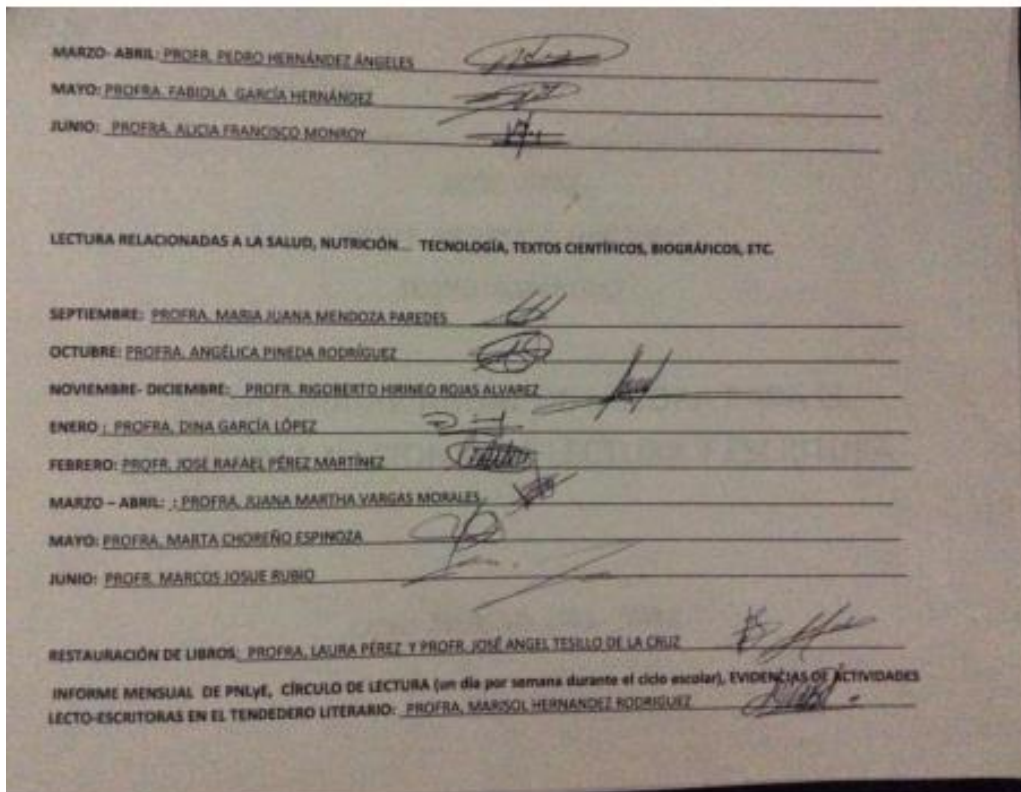 MARZO- ABRIL: PROFR. PEDRO HERNÁNDEZ ÁNGELES
MAYO: PROFRA. FABIOLA GARCÍA HERNÁNDEZ
JUNIO: PROFRA. ALICIA FRANCISCO MONROY
LECTURA RELACIONADAS A LA SALUD, NUTRICIÓN... TECNOLOGÍA, TEXTOS CIENTÍFICOS, BIOGRÁFICOS, ETC.
SEPTIEMBRE: PROFRA. MARIA JUANA MENDOZA PAREDES
OCTUBRE: PROFRA. ANGÉLICA PINEDA RODRÍGUEZ
NOVIEMBRE- DICIEMBRE: PROFR. RIGOBERTO HIRINEO ROJAS ALVAREZ
ENERO : PROFRA. DINA GARCÍA LÓPEZ
FEBRERO: PROFR. JOSE RAFAEL PÉREZ MARTÍNEZ
MARZO – ABRIL: : PROFRA. JUANA MARTHA VARGAS MORALES
MAYO: PROFRA. MARTA CHOREÑO ESPINOZA
JUNIO: PROFR. MARCOS JOSUE RUBIO
RESTAURACIÓN DE LIBROS: PROFRA. LAURA PÉREZ Y PROFR. JOSÉ ANGEL TESILLO DE LA CRUZ
INFORME MENSUAL DE PNLyE, CÍRCULO DE LECTURA (un día por semana durante el ciclo escolar), EVIDENCIAS DE ACTIVIDADES
LECTO-ESCRITORAS EN EL TENDEDERO LITERARIO: PROFRA. MARISOL HERNANDEZ RODRIGUEZ